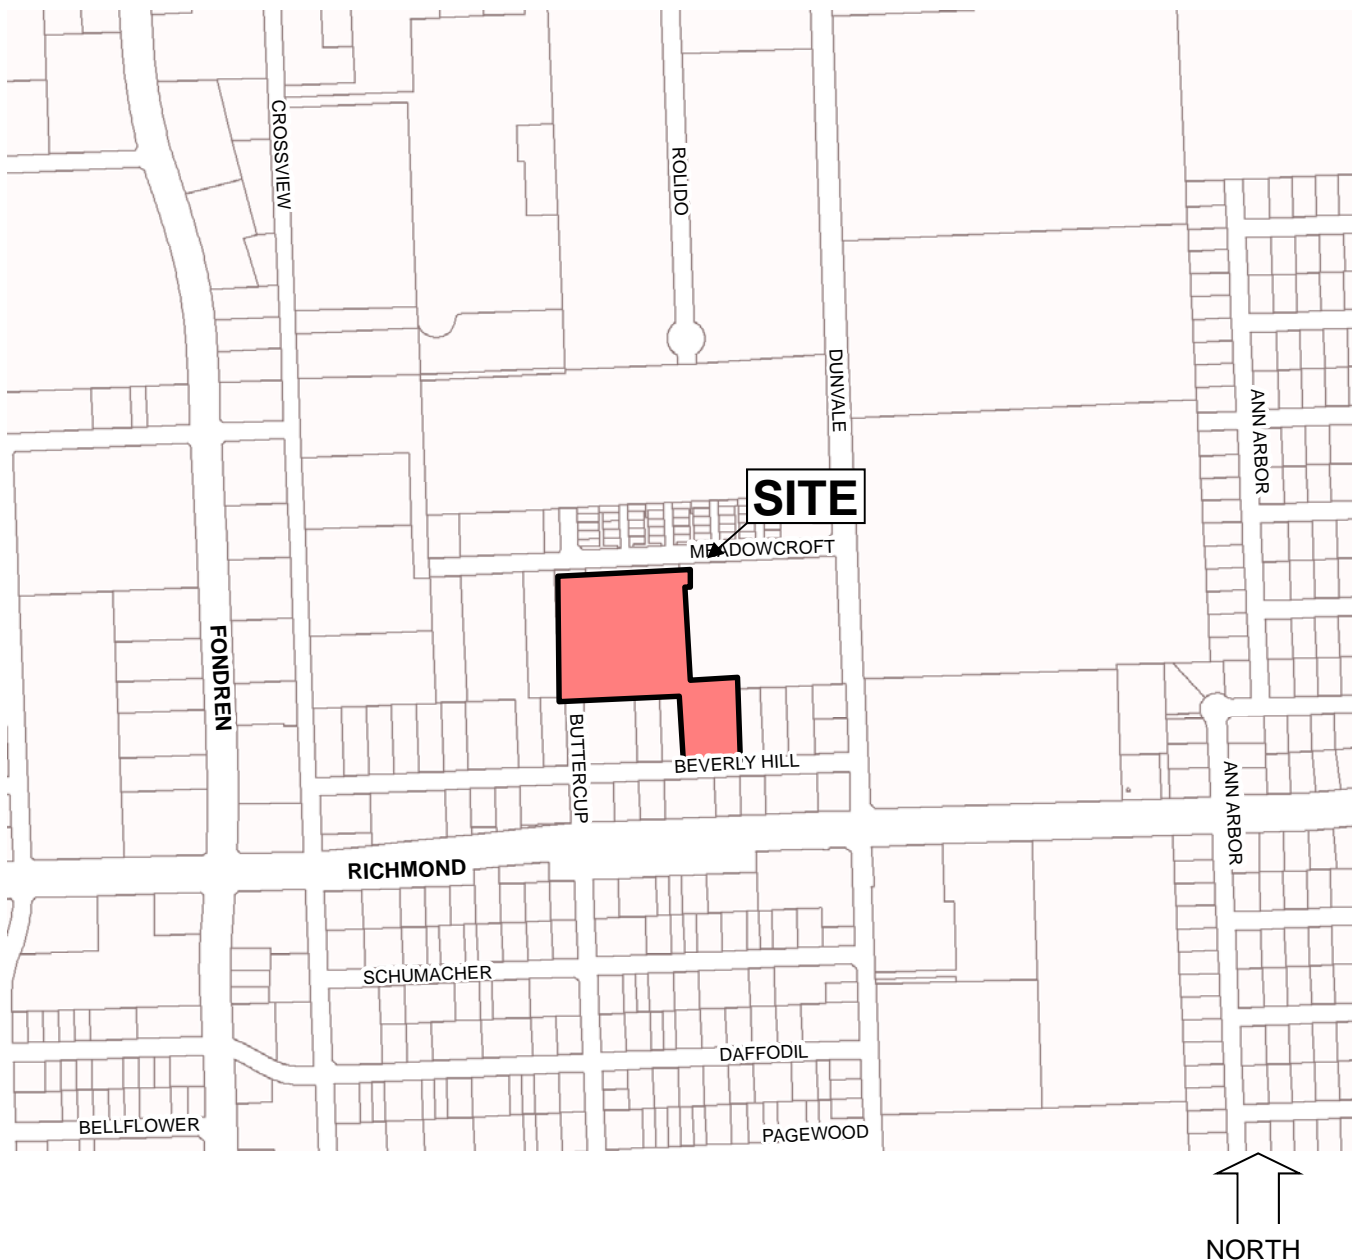 CROSSVIEW
ROLIDO
DUNVALE
ANN ARBOR
SITE
MEADOWCROFT
FONDREN
BUTTERCUP
BEVERLY HILL
ANN ARBOR
RICHMOND
SCHUMACHER
DAFFODIL
BELLFLOWER
PAGEWOOD
NORTH